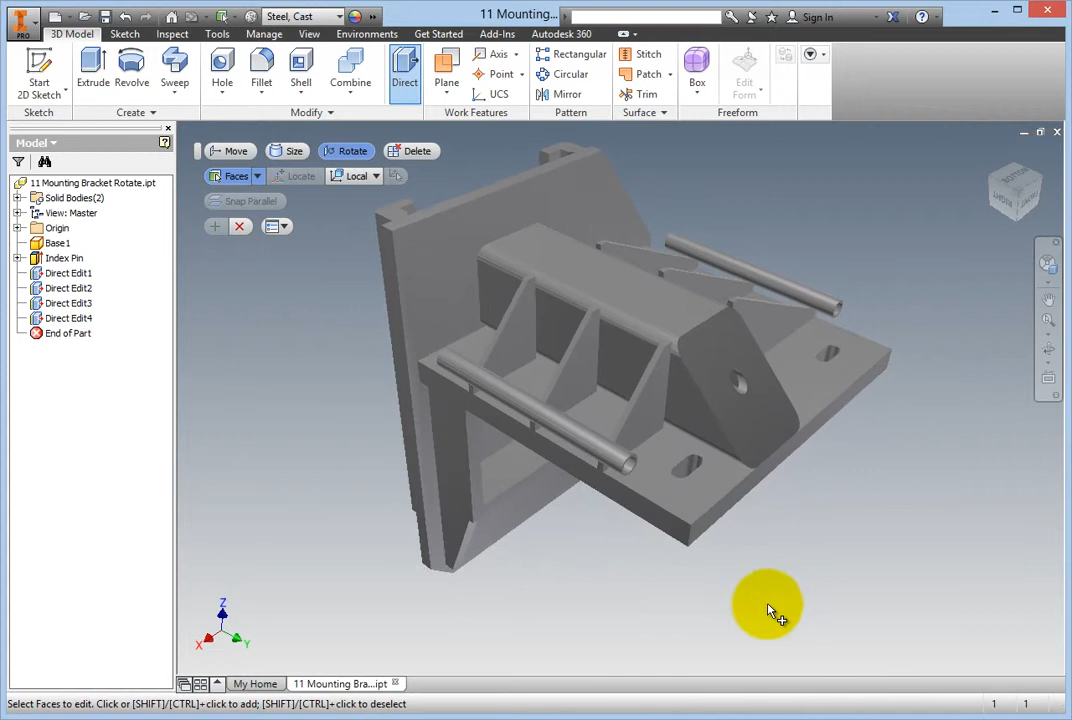 Steel, Cast
11 Mounting...
Sign In
PRO
3D Model
Sketch
Inspect
Tools
Manage
View
Environments
Get Started
Add-Ins
Autodesk 360
Start
2D Sketch
Extrude
Revolve
Sweep
Hole
Fillet
Shell
Combine
Direct
Plane
Axis
Point
UCS
Rectangular
Circular
Mirror
Stitch
Patch
Trim
Box
Edit
Form
Sketch
Create
Modify
Work Features
Pattern
Surface
Freeform
Model
11 Mounting Bracket Rotate.ipt
Solid Bodies(2)
View: Master
Origin
Base1
Index Pin
Direct Edit1
Direct Edit2
Direct Edit3
Direct Edit4
End of Part
Move
Size
Rotate
Delete
Faces
Locate
Local
Snap Parallel
RIGHT
FRONT
BOTTOM
Z
X
Y
My Home
11 Mounting Bra...ipt
Select Faces to edit. Click or [SHIFT]/[CTRL]+click to add; [SHIFT]/[CTRL]+click to deselect
1
1